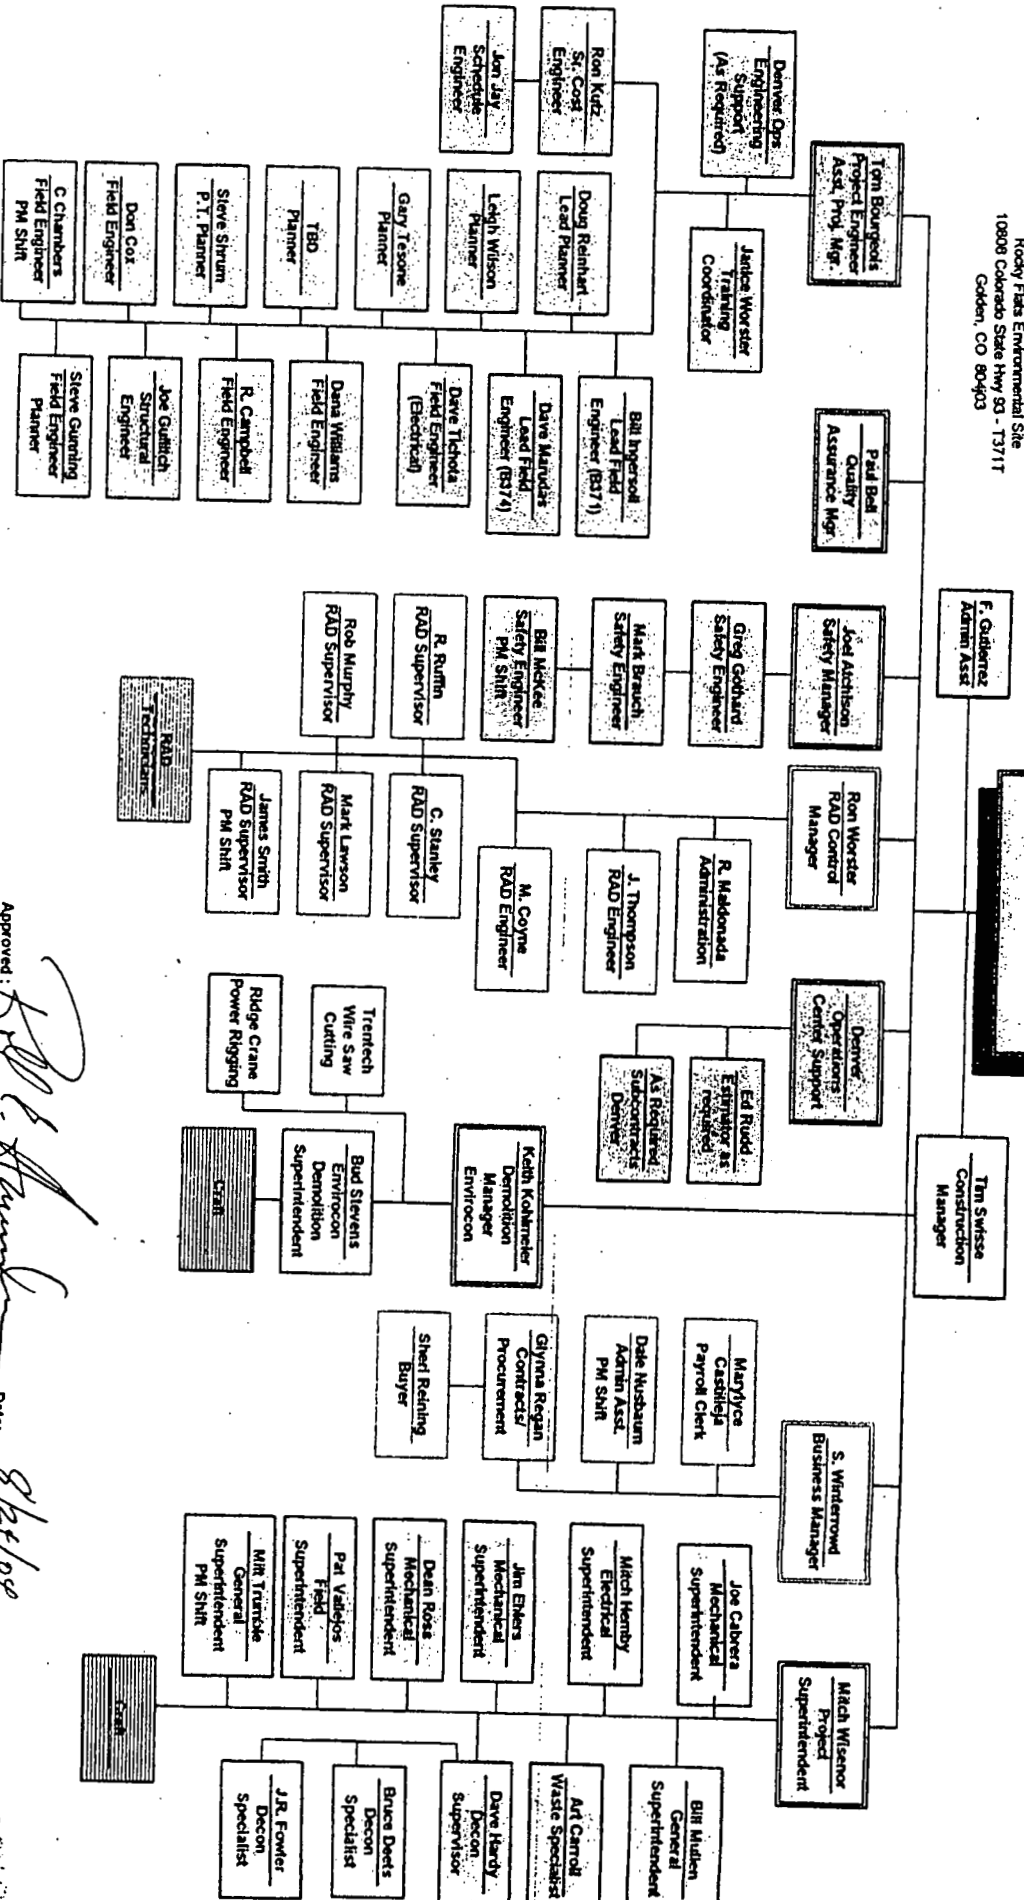 Rocky Flats Environmental Site
10808 Colorado State Hwy 93 - T371T
Golden, CO 80403
F. Gutierrez
Admin Asst
Tim Swisse
Construction
Manager
Tom Bourgeois
Project Engineer
Asst. Proj. Mgr.
Paul Bell
Quality
Assurance Mgr
Joel Atchison
Safety Manager
Ron Worster
RAD Control
Manager
Denver
Operations
Center Support
Keith Kohlmeier
Demolition
Manager
Envirocon
S. Winterrowd
Business Manager
Mitch Wisenor
Project
Superintendent
Denver Ops
Engineering
Support
(As Required)
Janice Worster
Training
Coordinator
Ron Kutz
Sr. Cost
Engineer
Jon Jay
Schedule
Engineer
Doug Reinhart
Lead Planner
Leigh Wilson
Planner
Gary Tesone
Planner
TBD
Planner
Steve Shrum
P.T. Planner
Don Cox
Field Engineer
C Chambers
Field Engineer
PM Shift
Bill Ingersoll
Lead Field
Engineer (B371)
Dave Marudas
Lead Field
Engineer (B374)
Dave Tichota
Field Engineer
(Electrical)
Dana Williams
Field Engineer
R. Campbell
Field Engineer
Joe Guflitch
Structural
Engineer
Steve Gunning
Field Engineer
Planner
Greg Gothard
Safety Engineer
Mark Brauch
Safety Engineer
Bill McKee
Safety Engineer
PM Shift
R. Maldonada
Administration
J. Thompson
RAD Engineer
M. Coyne
RAD Engineer
R. Ruffin
RAD Supervisor
Rob Murphy
RAD Supervisor
C. Stanley
RAD Supervisor
Mark Lawson
RAD Supervisor
James Smith
RAD Supervisor
PM Shift
RAD
Technicians
Ed Rudd
Estimator as
required
As Required
Subcontracts
Denver
Trentech
Wire Saw
Cutting
Ridge Crane
Power Rigging
Bud Stevens
Envirocon
Demolition
Superintendent
Craft
Marylyce
Castilleja
Payroll Clerk
Dale Nusbaum
Admin Asst.
PM Shift
Glynna Regan
Contracts/
Procurement
Sheri Reining
Buyer
Joe Cabrera
Mechanical
Superintendent
Mitch Hernby
Electrical
Superintendent
Jim Ehlers
Mechanical
Superintendent
Dean Ross
Mechanical
Superintendent
Pat Vallejos
Field
Superintendent
Milt Trumble
General
Superintendent
PM Shift
Bill Mullen
General
Superintendent
Art Carroll
Waste Specialist
Dave Hardy
Decon
Supervisor
Bruce Deets
Decon
Specialist
J.R. Fowler
Decon
Specialist
Craft
Approved: